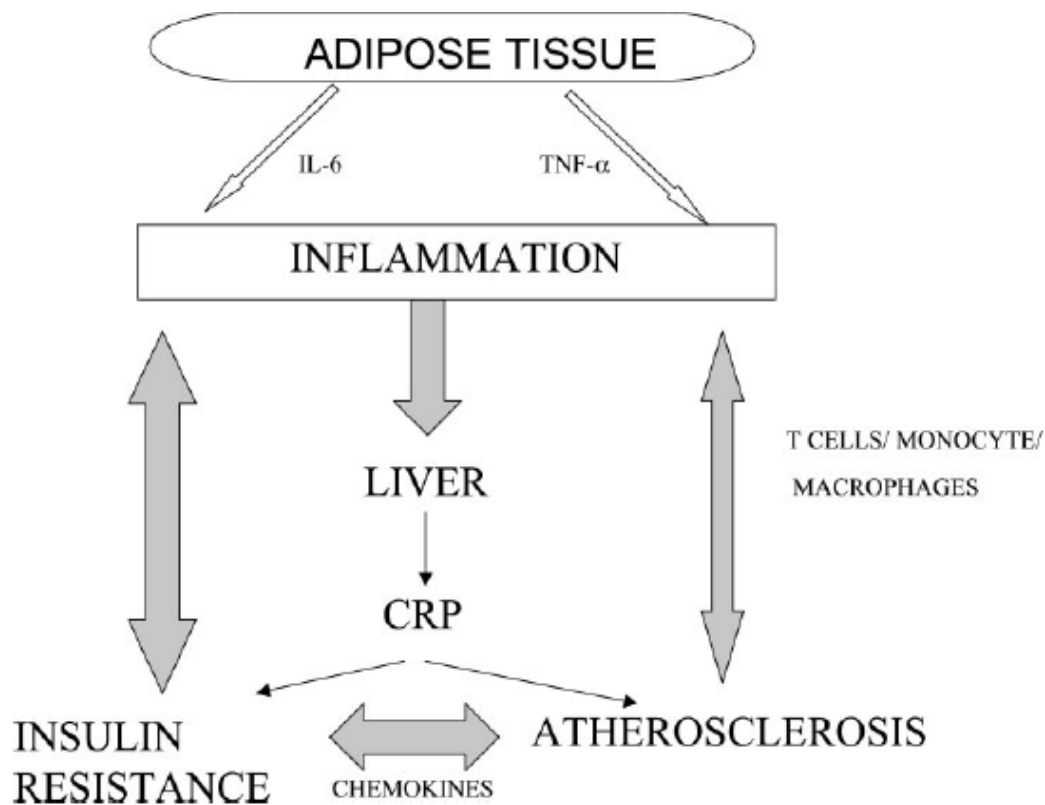 ADIPOSE TISSUE
IL-6
TNF-α
INFLAMMATION
T CELLS/ MONOCYTE/
MACROPHAGES
LIVER
CRP
INSULIN
RESISTANCE
CHEMOKINES
ATHEROSCLEROSIS